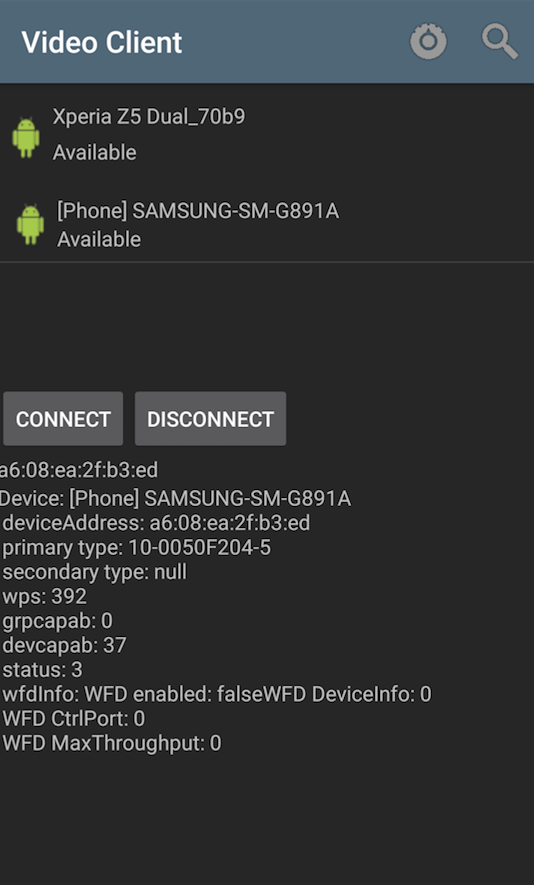 Video Client
Xperia Z5 Dual_70b9
Available
[Phone] SAMSUNG-SM-G891A
Available
CONNECT DISCONNECT
a6:08:ea:2f:b3:ed
Device: [Phone] SAMSUNG-SM-G891A
deviceAddress: a6:08:ea:2f:b3:ed
primary type: 10-0050F204-5
secondary type: null
wps: 392
grpcapab: 0
devcapab: 37
status: 3
wfdInfo: WFD enabled: falseWFD DeviceInfo: 0
WFD CtrlPort: 0
WFD MaxThroughput: 0